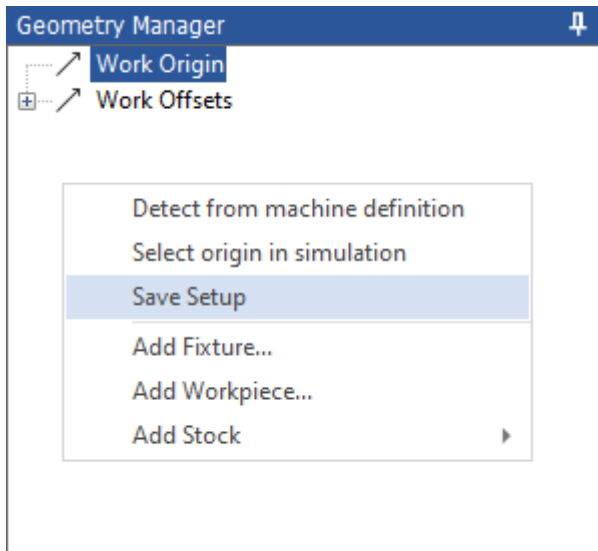 Geometry Manager
Work Origin
Work Offsets
Detect from machine definition
Select origin in simulation
Save Setup
Add Fixture...
Add Workpiece...
Add Stock